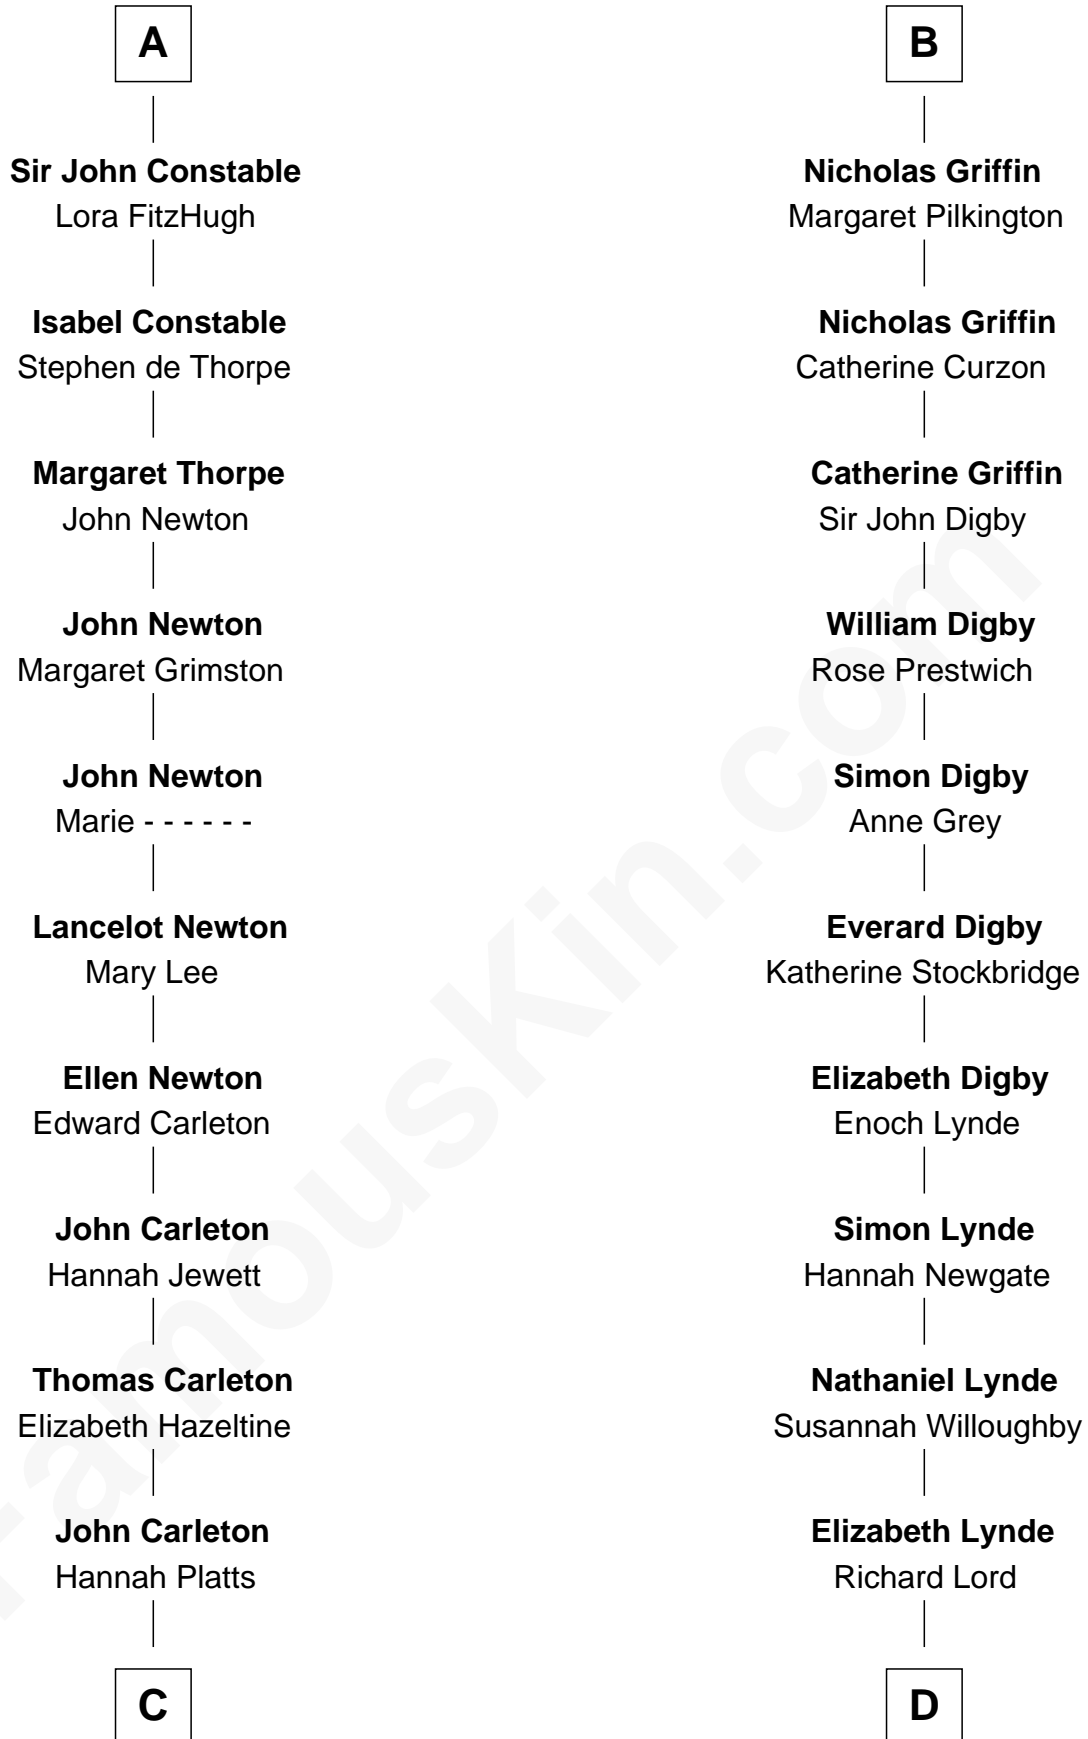 A
Sir John Constable
Lora FitzHugh
Isabel Constable
Stephen de Thorpe
Margaret Thorpe
John Newton
John Newton
Margaret Grimston
John Newton
Marie - - - - - -
Lancelot Newton
Mary Lee
Ellen Newton
Edward Carleton
John Carleton
Hannah Jewett
Thomas Carleton
Elizabeth Hazeltine
John Carleton
Hannah Platts
C
B
Nicholas Griffin
Margaret Pilkington
Nicholas Griffin
Catherine Curzon
Catherine Griffin
Sir John Digby
William Digby
Rose Prestwich
Simon Digby
Anne Grey
Everard Digby
Katherine Stockbridge
Elizabeth Digby
Enoch Lynde
Simon Lynde
Hannah Newgate
Nathaniel Lynde
Susannah Willoughby
Elizabeth Lynde
Richard Lord
D
FamousKin.com